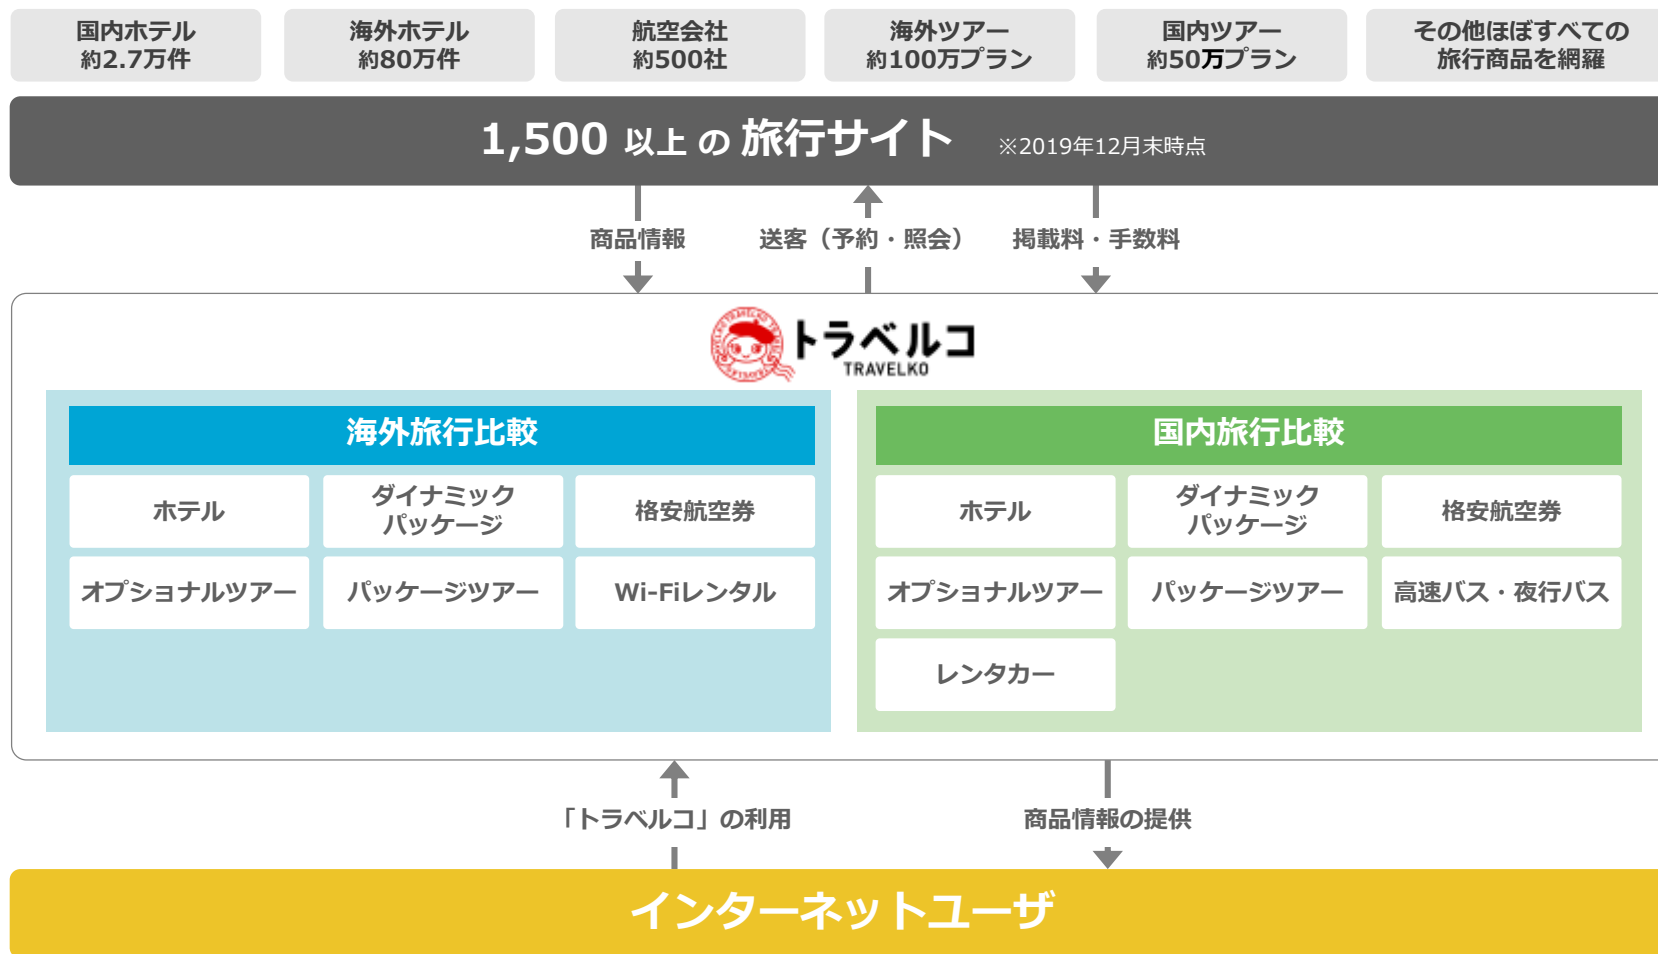 国内ホテル
約2.7万件
海外ホテル
約80万件
航空会社
約500社
海外ツアー
約100万プラン
国内ツアー
約50万プラン
その他ほぼすべての
旅行商品を網羅
1,500 以上 の 旅行サイト ※2019年12月末時点
商品情報
送客（予約・照会）
掲載料・手数料
トラベルコ
TRAVELKO
海外旅行比較
ホテル
ダイナミック
パッケージ
格安航空券
オプショナルツアー
パッケージツアー
Wi-Fiレンタル
国内旅行比較
ホテル
ダイナミック
パッケージ
格安航空券
オプショナルツアー
パッケージツアー
高速バス・夜行バス
レンタカー
「トラベルコ」の利用
商品情報の提供
インターネットユーザ